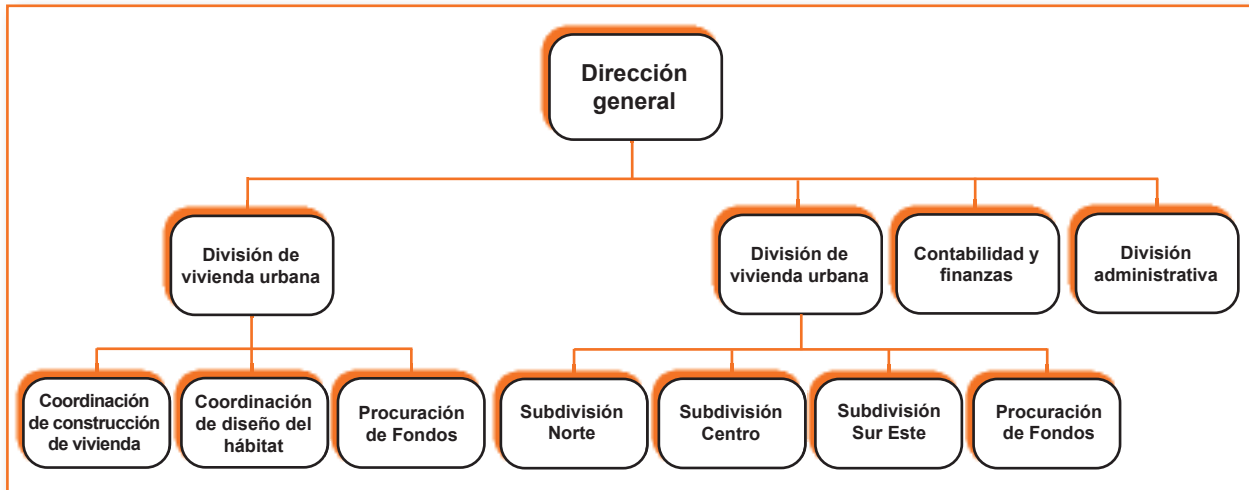 Dirección
general
División de
vivienda urbana
División de
vivienda urbana
Contabilidad y
finanzas
División
administrativa
Coordinación
de construcción
de vivienda
Coordinación
de diseño del
hábitat
Procuración
de Fondos
Subdivisión
Norte
Subdivisión
Centro
Subdivisión
Sur Este
Procuración
de Fondos